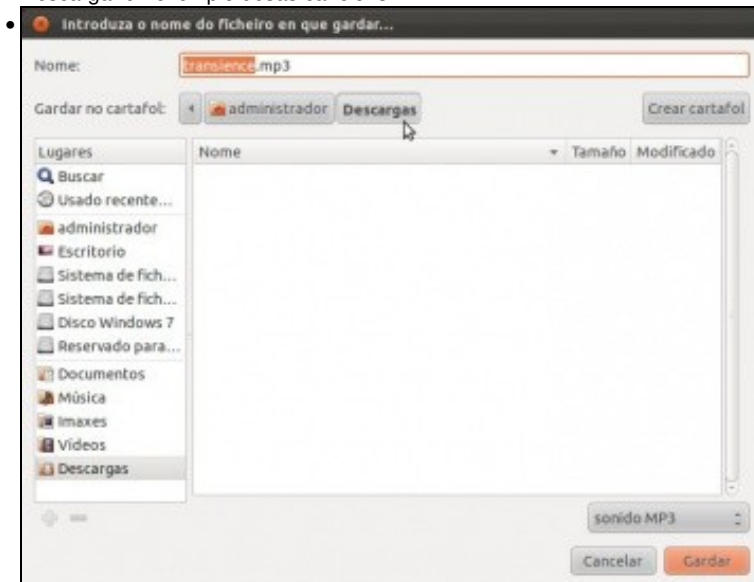 Introduza o nome do ficheiro en que gardar...
Nome: transience.mp3
Gardar no cartafol: administrador Descargas Crear cartafol
Lugares Nome Tamaño Modificado
Buscar
Usado recente...
administrador
Escritorio
Sistema de fich...
Sistema de fich...
Disco Windows 7
Reservado para...
Documentos
Música
Imaxes
Vídeos
Descargas
sonido MP3
Cancelar Gardar